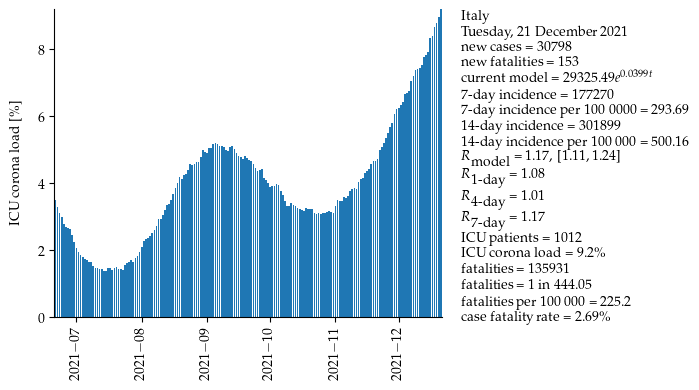 ICU corona load [%]
8
6
4
2
0
2021−07
2021−08
2021−09
2021−10
2021−11
2021−12
Italy
Tuesday, 21 December 2021
new cases = 30798
new fatalities = 153
current model = 29325.49e^0.0399t
7-day incidence = 177270
7-day incidence per 100 0000 = 293.69
14-day incidence = 301899
14-day incidence per 100 000 = 500.16
R_model = 1.17, [1.11, 1.24]
R_1-day = 1.08
R_4-day = 1.01
R_7-day = 1.17
ICU patients = 1012
ICU corona load = 9.2%
fatalities = 135931
fatalities = 1 in 444.05
fatalities per 100 000 = 225.2
case fatality rate = 2.69%